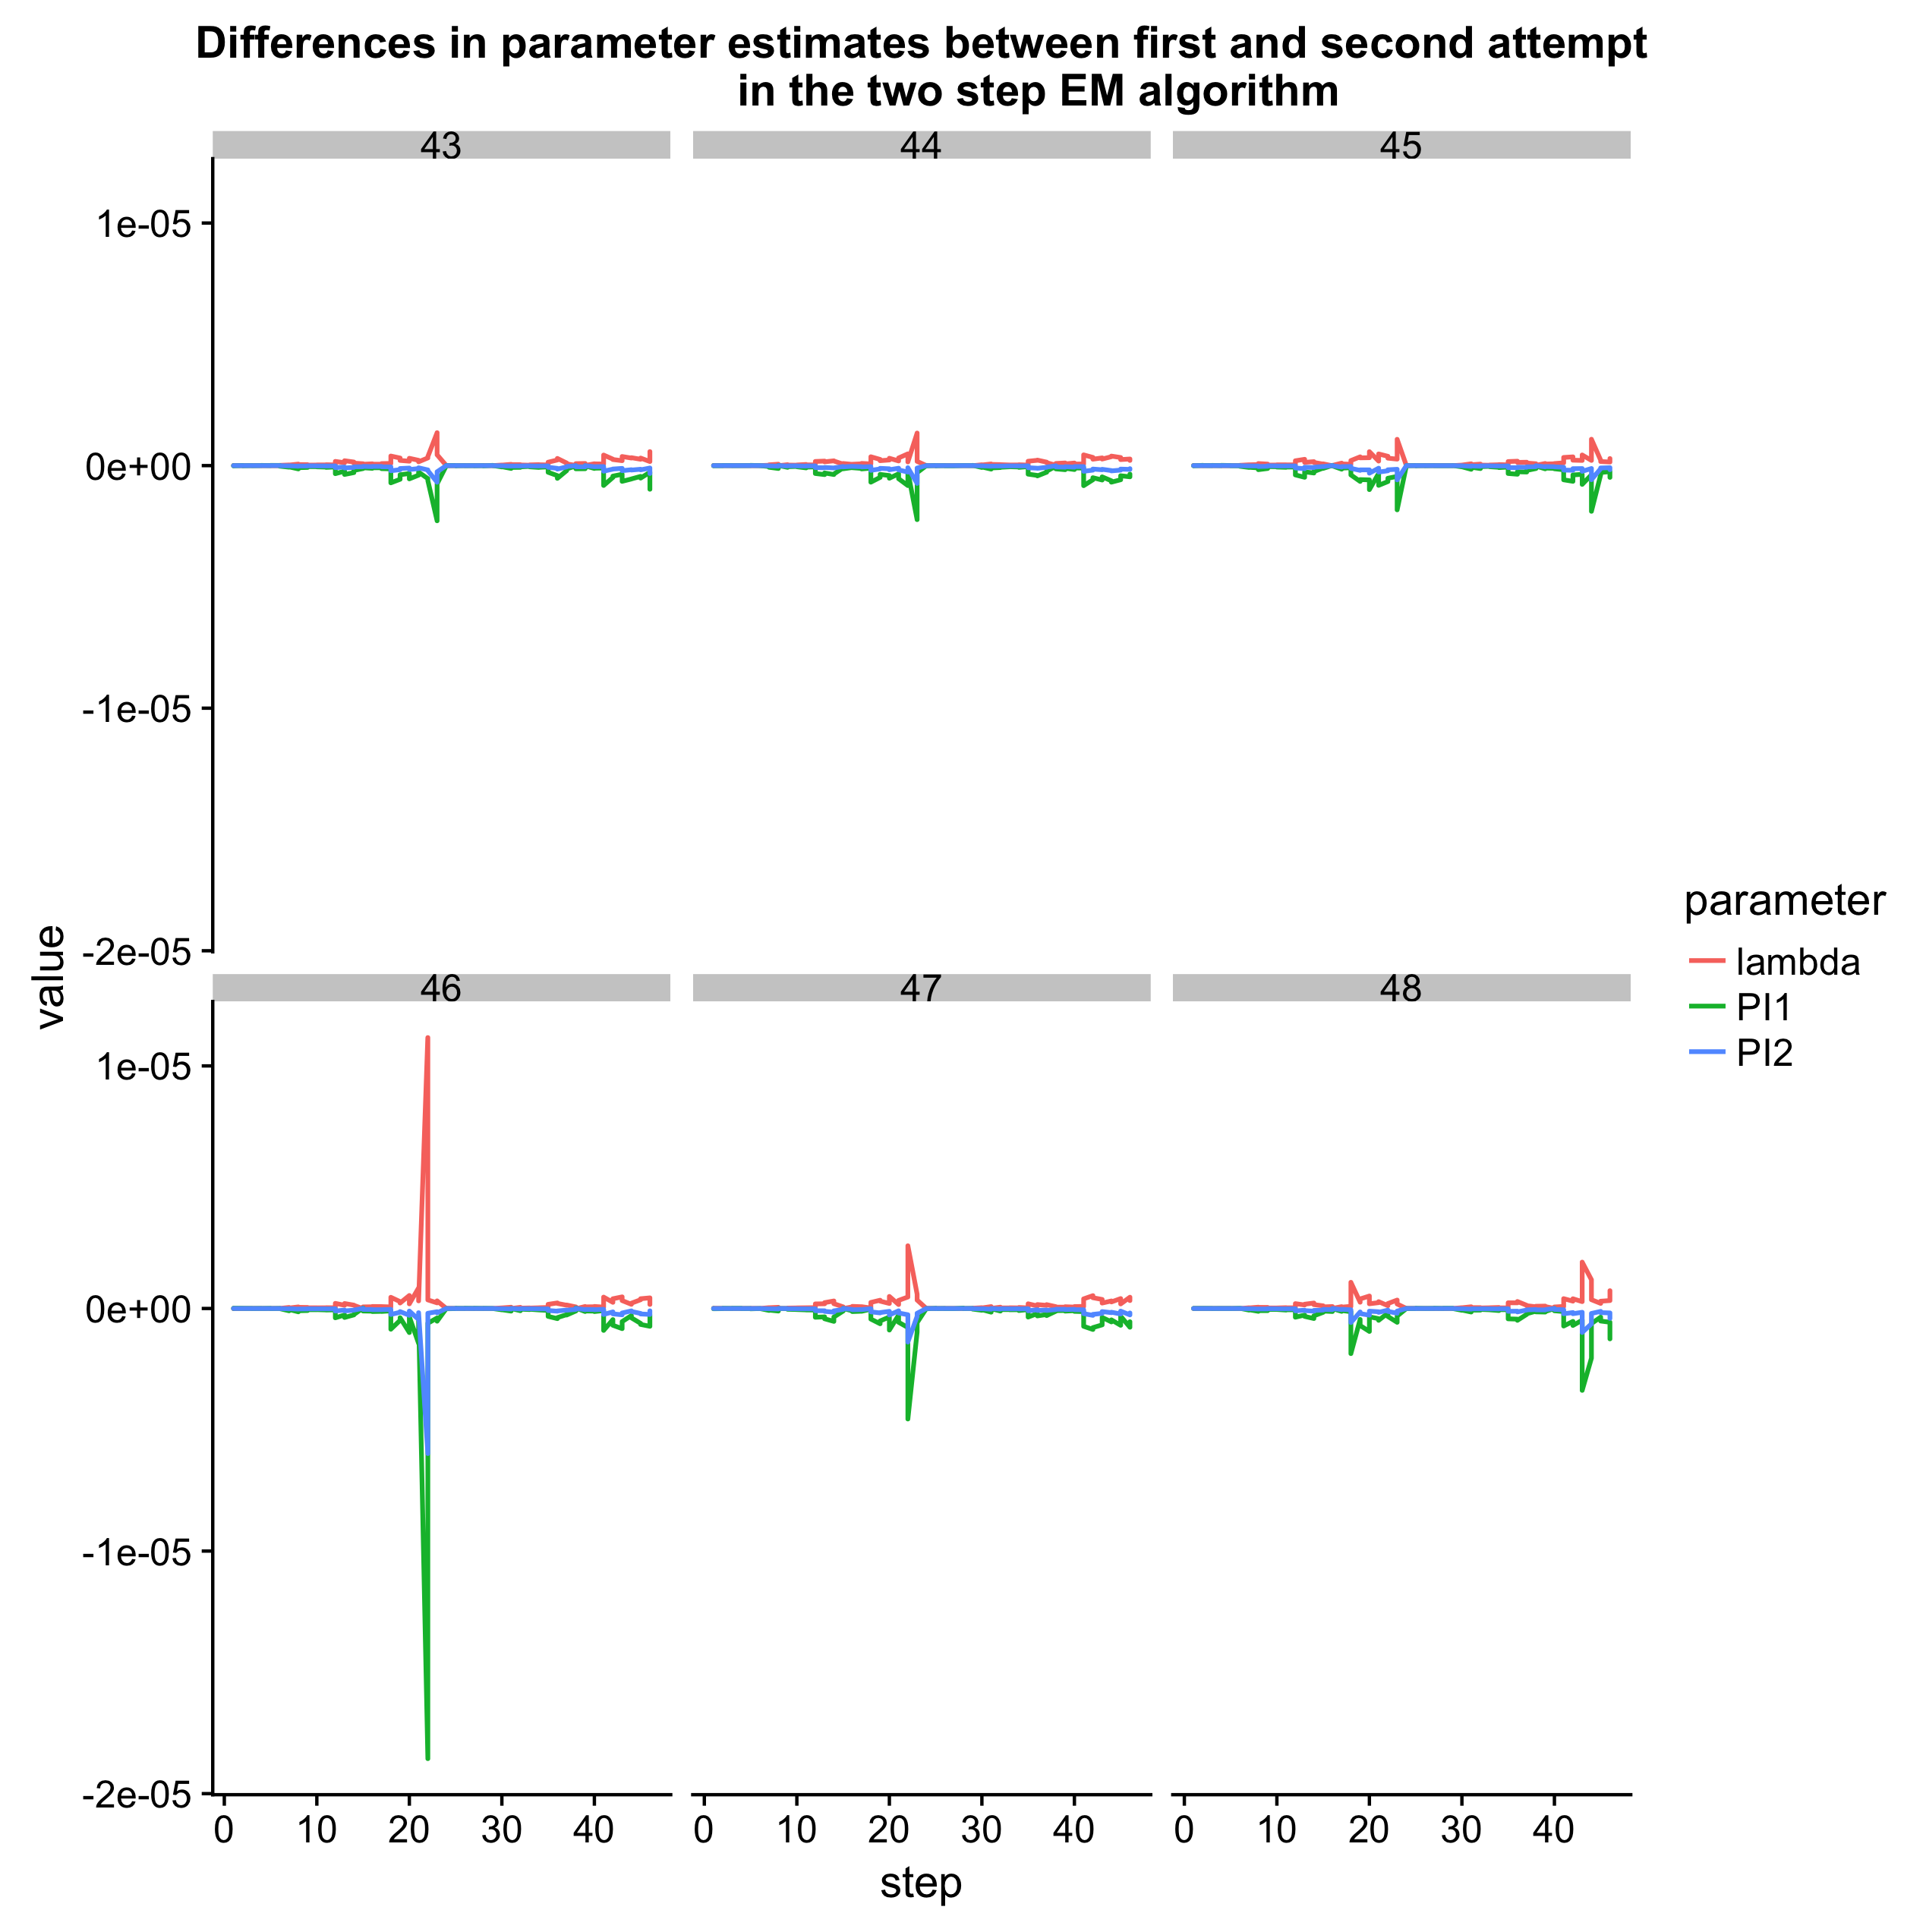 Differences in parameter estimates between first and second attempt
in the two step EM algorithm
43 44 45
1e-05
0e+00
-1e-05
-2e-05
46 47 48
1e-05
0e+00
-1e-05
-2e-05
0 10 20 30 40 0 10 20 30 40 0 10 20 30 40
step
value
parameter
lambda
PI1
PI2